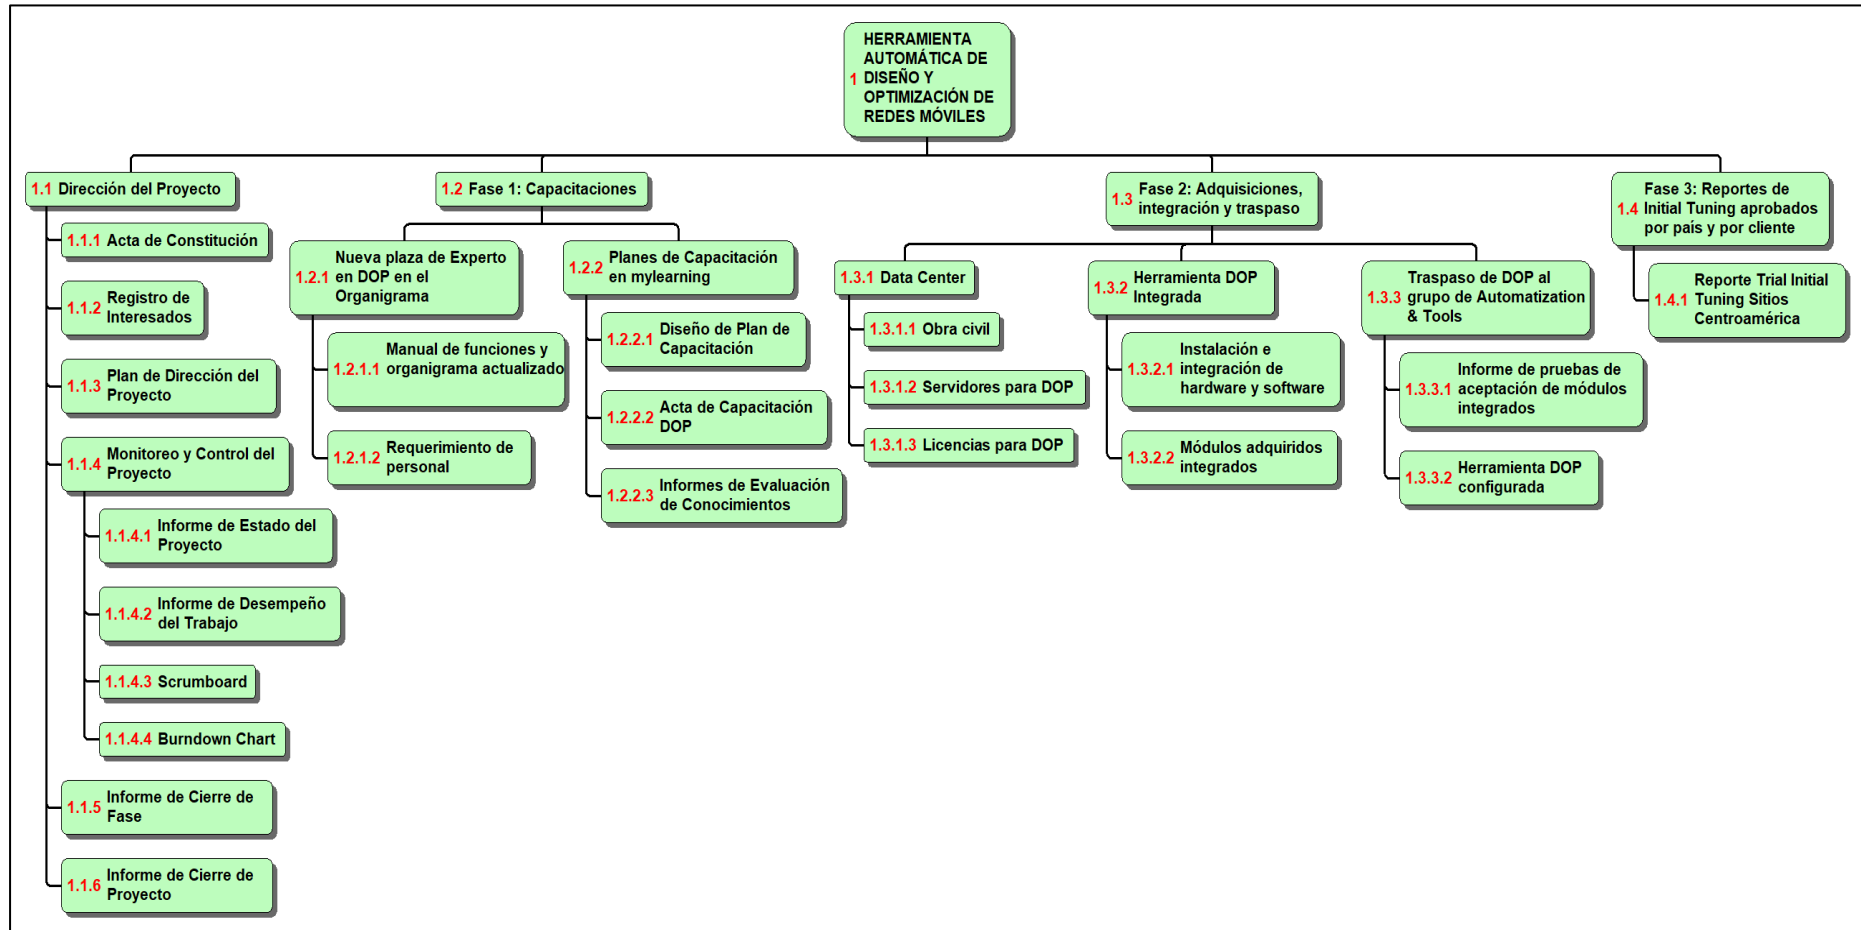 HERRAMIENTA
AUTOMÁTICA DE
1 DISEÑO Y
OPTIMIZACIÓN DE
REDES MÓVILES
1.1 Dirección del Proyecto
1.1.1 Acta de Constitución
1.1.2 Registro de
Interesados
1.1.3 Plan de Dirección del
Proyecto
1.1.4 Monitoreo y Control del
Proyecto
1.1.4.1 Informe de Estado del
Proyecto
1.1.4.2 Informe de Desempeño
del Trabajo
1.1.4.3 Scrumboard
1.1.4.4 Burndown Chart
1.1.5 Informe de Cierre de
Fase
1.1.6 Informe de Cierre de
Proyecto
1.2 Fase 1: Capacitaciones
Nueva plaza de Experto
1.2.1 en DOP en el
Organigrama
1.2.1.1 Manual de funciones y
organigrama actualizado
1.2.1.2 Requerimiento de
personal
1.2.2 Planes de Capacitación
en mylearning
1.2.2.1 Diseño de Plan de
Capacitación
1.2.2.2 Acta de Capacitación
DOP
1.2.2.3 Informes de Evaluación
de Conocimientos
1.3 Fase 2: Adquisiciones,
integración y traspaso
1.3.1 Data Center
1.3.1.1 Obra civil
1.3.1.2 Servidores para DOP
1.3.1.3 Licencias para DOP
1.3.2 Herramienta DOP
Integrada
Instalación e
1.3.2.1 integración de
hardware y software
1.3.2.2 Módulos adquiridos
integrados
Traspaso de DOP al
1.3.3 grupo de Automatization
& Tools
Informe de pruebas de
1.3.3.1 aceptación de módulos
integrados
1.3.3.2 Herramienta DOP
configurada
Fase 3: Reportes de
1.4 Initial Tuning aprobados
por país y por cliente
Reporte Trial Initial
1.4.1 Tuning Sitios
Centroamérica